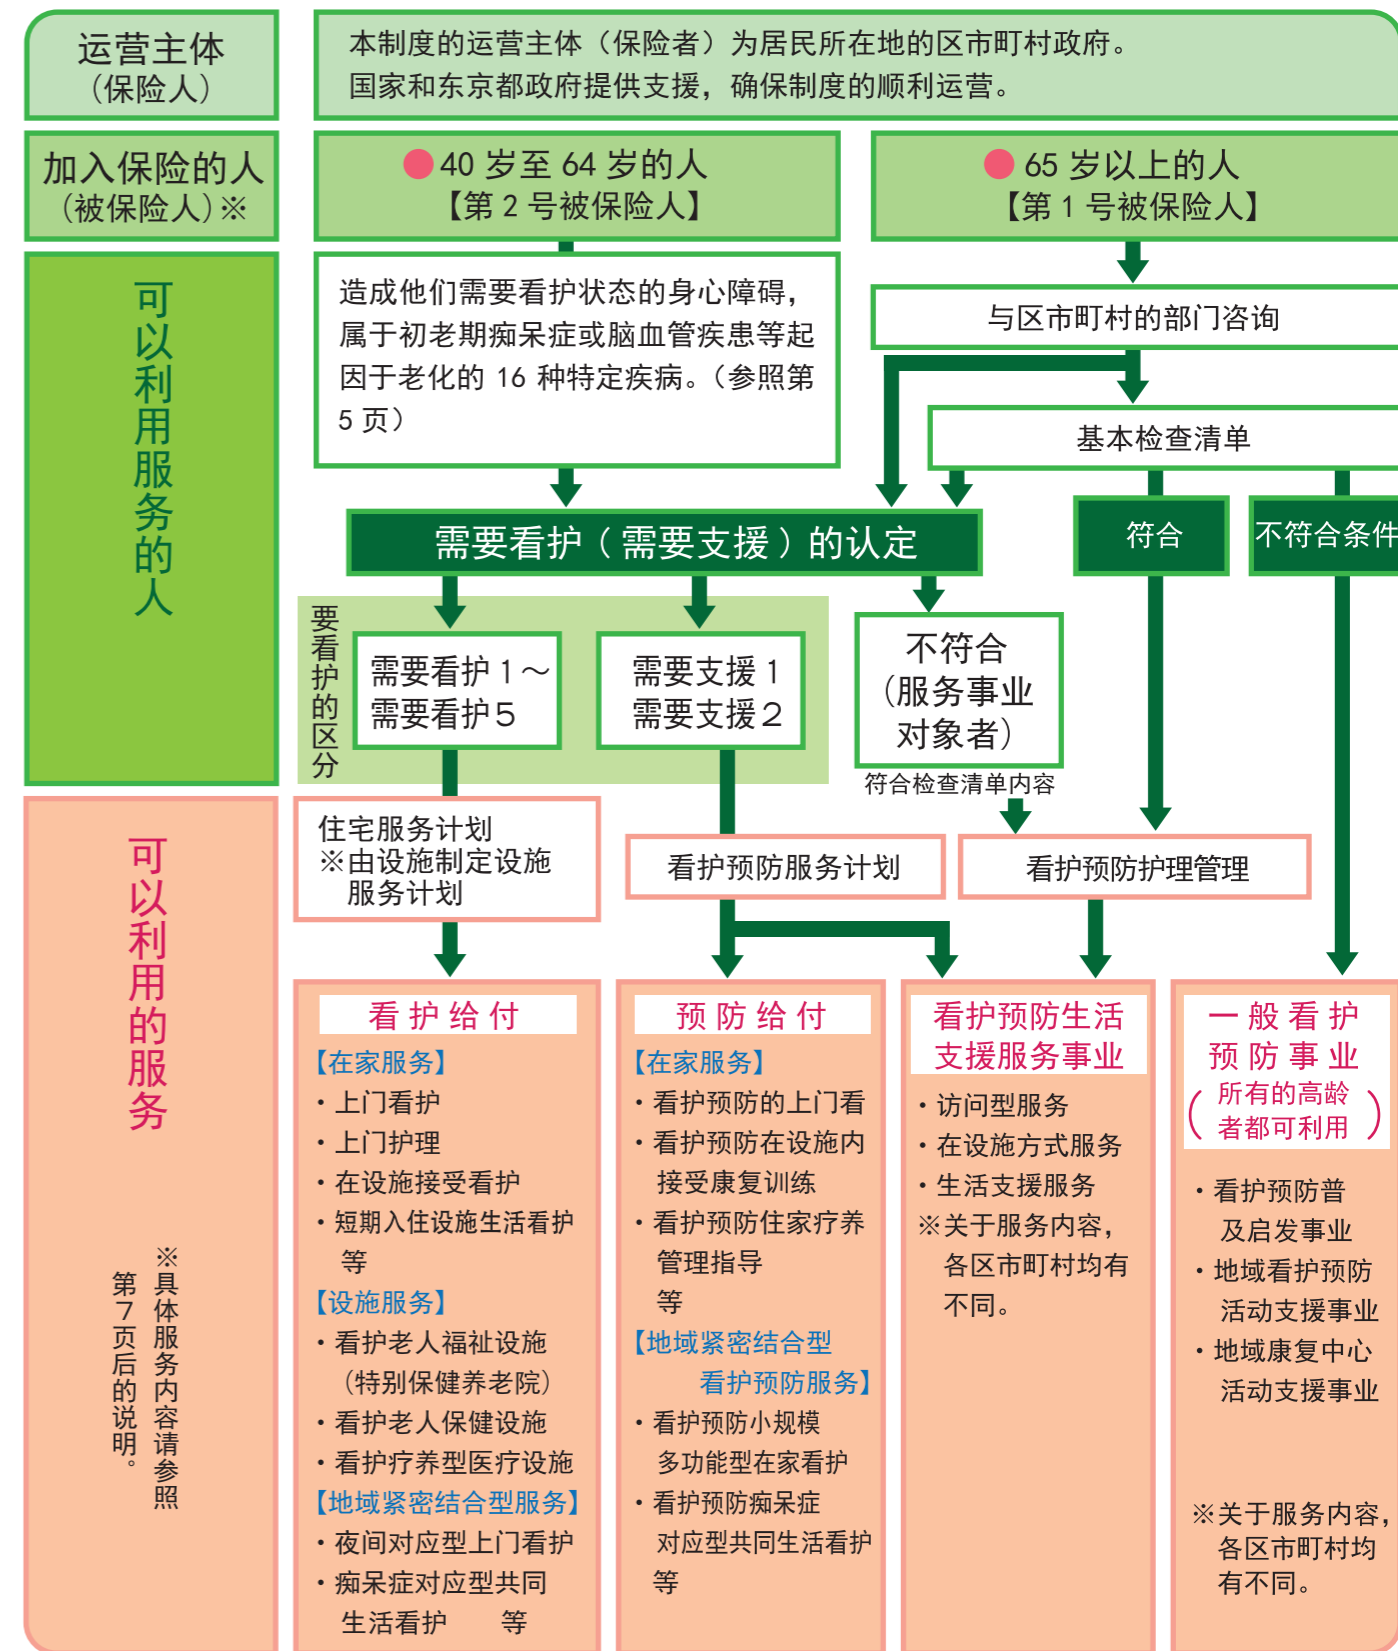 运营主体
(保险人)
本制度的运营主体（保险者）为居民所在地的区市町村政府。
国家和东京都政府提供支援，确保制度的顺利运营。
加入保险的人
(被保险人)※
●40 岁至 64 岁的人
【第 2 号被保险人】
●65 岁以上的人
【第 1 号被保险人】
可以利用服务的人
造成他们需要看护状态的身心障碍，
属于初老期痴呆症或脑血管疾患等起
因于老化的 16 种特定疾病。（参照第
5 页）
与区市町村的部门咨询
基本检查清单
需要看护（需要支援）的认定
符合
不符合条件
要看护的区分
需要看护 1～
需要看护５
需要支援 1
需要支援２
不符合
(服务事业
对象者)
符合检查清单内容
可以利用的服务
※具体服务内容请参照
第７页后的说明。
住宅服务计划
※由设施制定设施
服务计划
看护预防服务计划
看护预防护理管理
看护给付
【在家服务】
・上门看护
・上门护理
・在设施接受看护
・短期入住设施生活看护
等
【设施服务】
・看护老人福祉设施
(特别保健养老院)
・看护老人保健设施
・看护疗养型医疗设施
【地域紧密结合型服务】
・夜间对应型上门看护
・痴呆症对应型共同
生活看护　　等
预防给付
【在家服务】
・看护预防的上门看
・看护预防在设施内
接受康复训练
・看护预防住家疗养
管理指导
等
【地域紧密结合型
看护预防服务】
・看护预防小规模
多功能型在家看护
・看护预防痴呆症
对应型共同生活看护
等
看护预防生活
支援服务事业
・访问型服务
・在设施方式服务
・生活支援服务
※关于服务内容，
各区市町村均有
不同。
一般看护
预防事业
(所有的高龄
者都可利用)
・看护预防普
及启发事业
・地域看护预防
活动支援事业
・地域康复中心
活动支援事业
※关于服务内容，
各区市町村均
有不同。